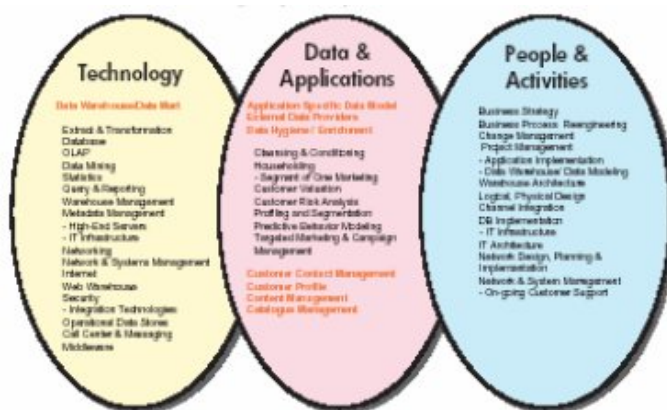 Technology
Data Warehouse/Data Mart
Extract & Transformation
Database
OLAP
Data Mining
Statistics
Query & Reporting
Warehouse Management
Metadata Management
- High-End Servers
- IT Infrastructure
Networking
Network & Systems Management
Internet
Web Warehouse
Security
- Integration Technologies
Operational Data Stores
Call Center & Messaging
Middleware
Data &
Applications
Application Specific Data Model
External Data Providers
Data Hygiene / Enrichment
Cleansing & Conditioning
Householding
- Segment of One Marketing
Customer Valuation
Customer Risk Analysis
Profiling and Segmentation
Predictive Behavior Modeling
Targeted Marketing & Campaign
Management
Customer Contact Management
Customer Profile
Content Management
Catalogue Management
People &
Activities
Business Strategy
Business Process Reengineering
Change Management
Project Management
- Application Implementation
- Data Warehouse/ Data Modeling
Warehouse Architecture
Logical, Physical Design
Channel Integration
DB Implementation
- IT Infrastructure
IT Architecture
Network Design, Planning &
Implementation
Network & System Management
- On-going Customer Support